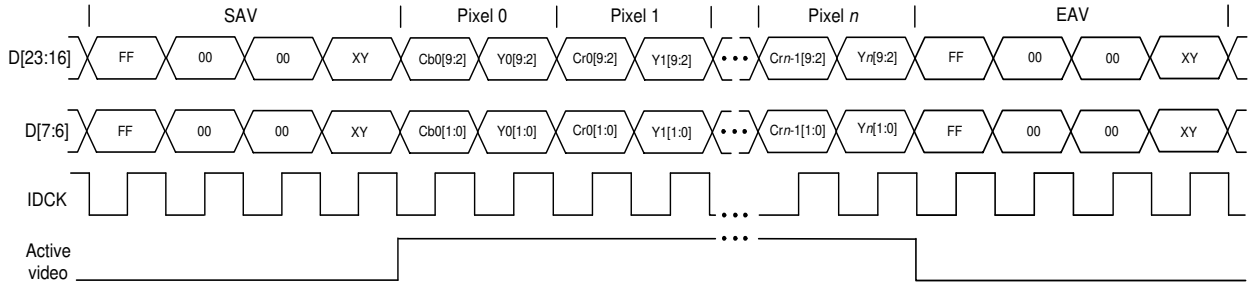 SAV Pixel 0 Pixel 1 Pixel n EAV
D[23:16] FF 00 00 XY Cb0[9:2] Y0[9:2] Cr0[9:2] Y1[9:2] ••• Crn-1[9:2] Yn[9:2] FF 00 00 XY
D[7:6] FF 00 00 XY Cb0[1:0] Y0[1:0] Cr0[1:0] Y1[1:0] ••• Crn-1[1:0] Yn[1:0] FF 00 00 XY
IDCK •••
Active •••
video